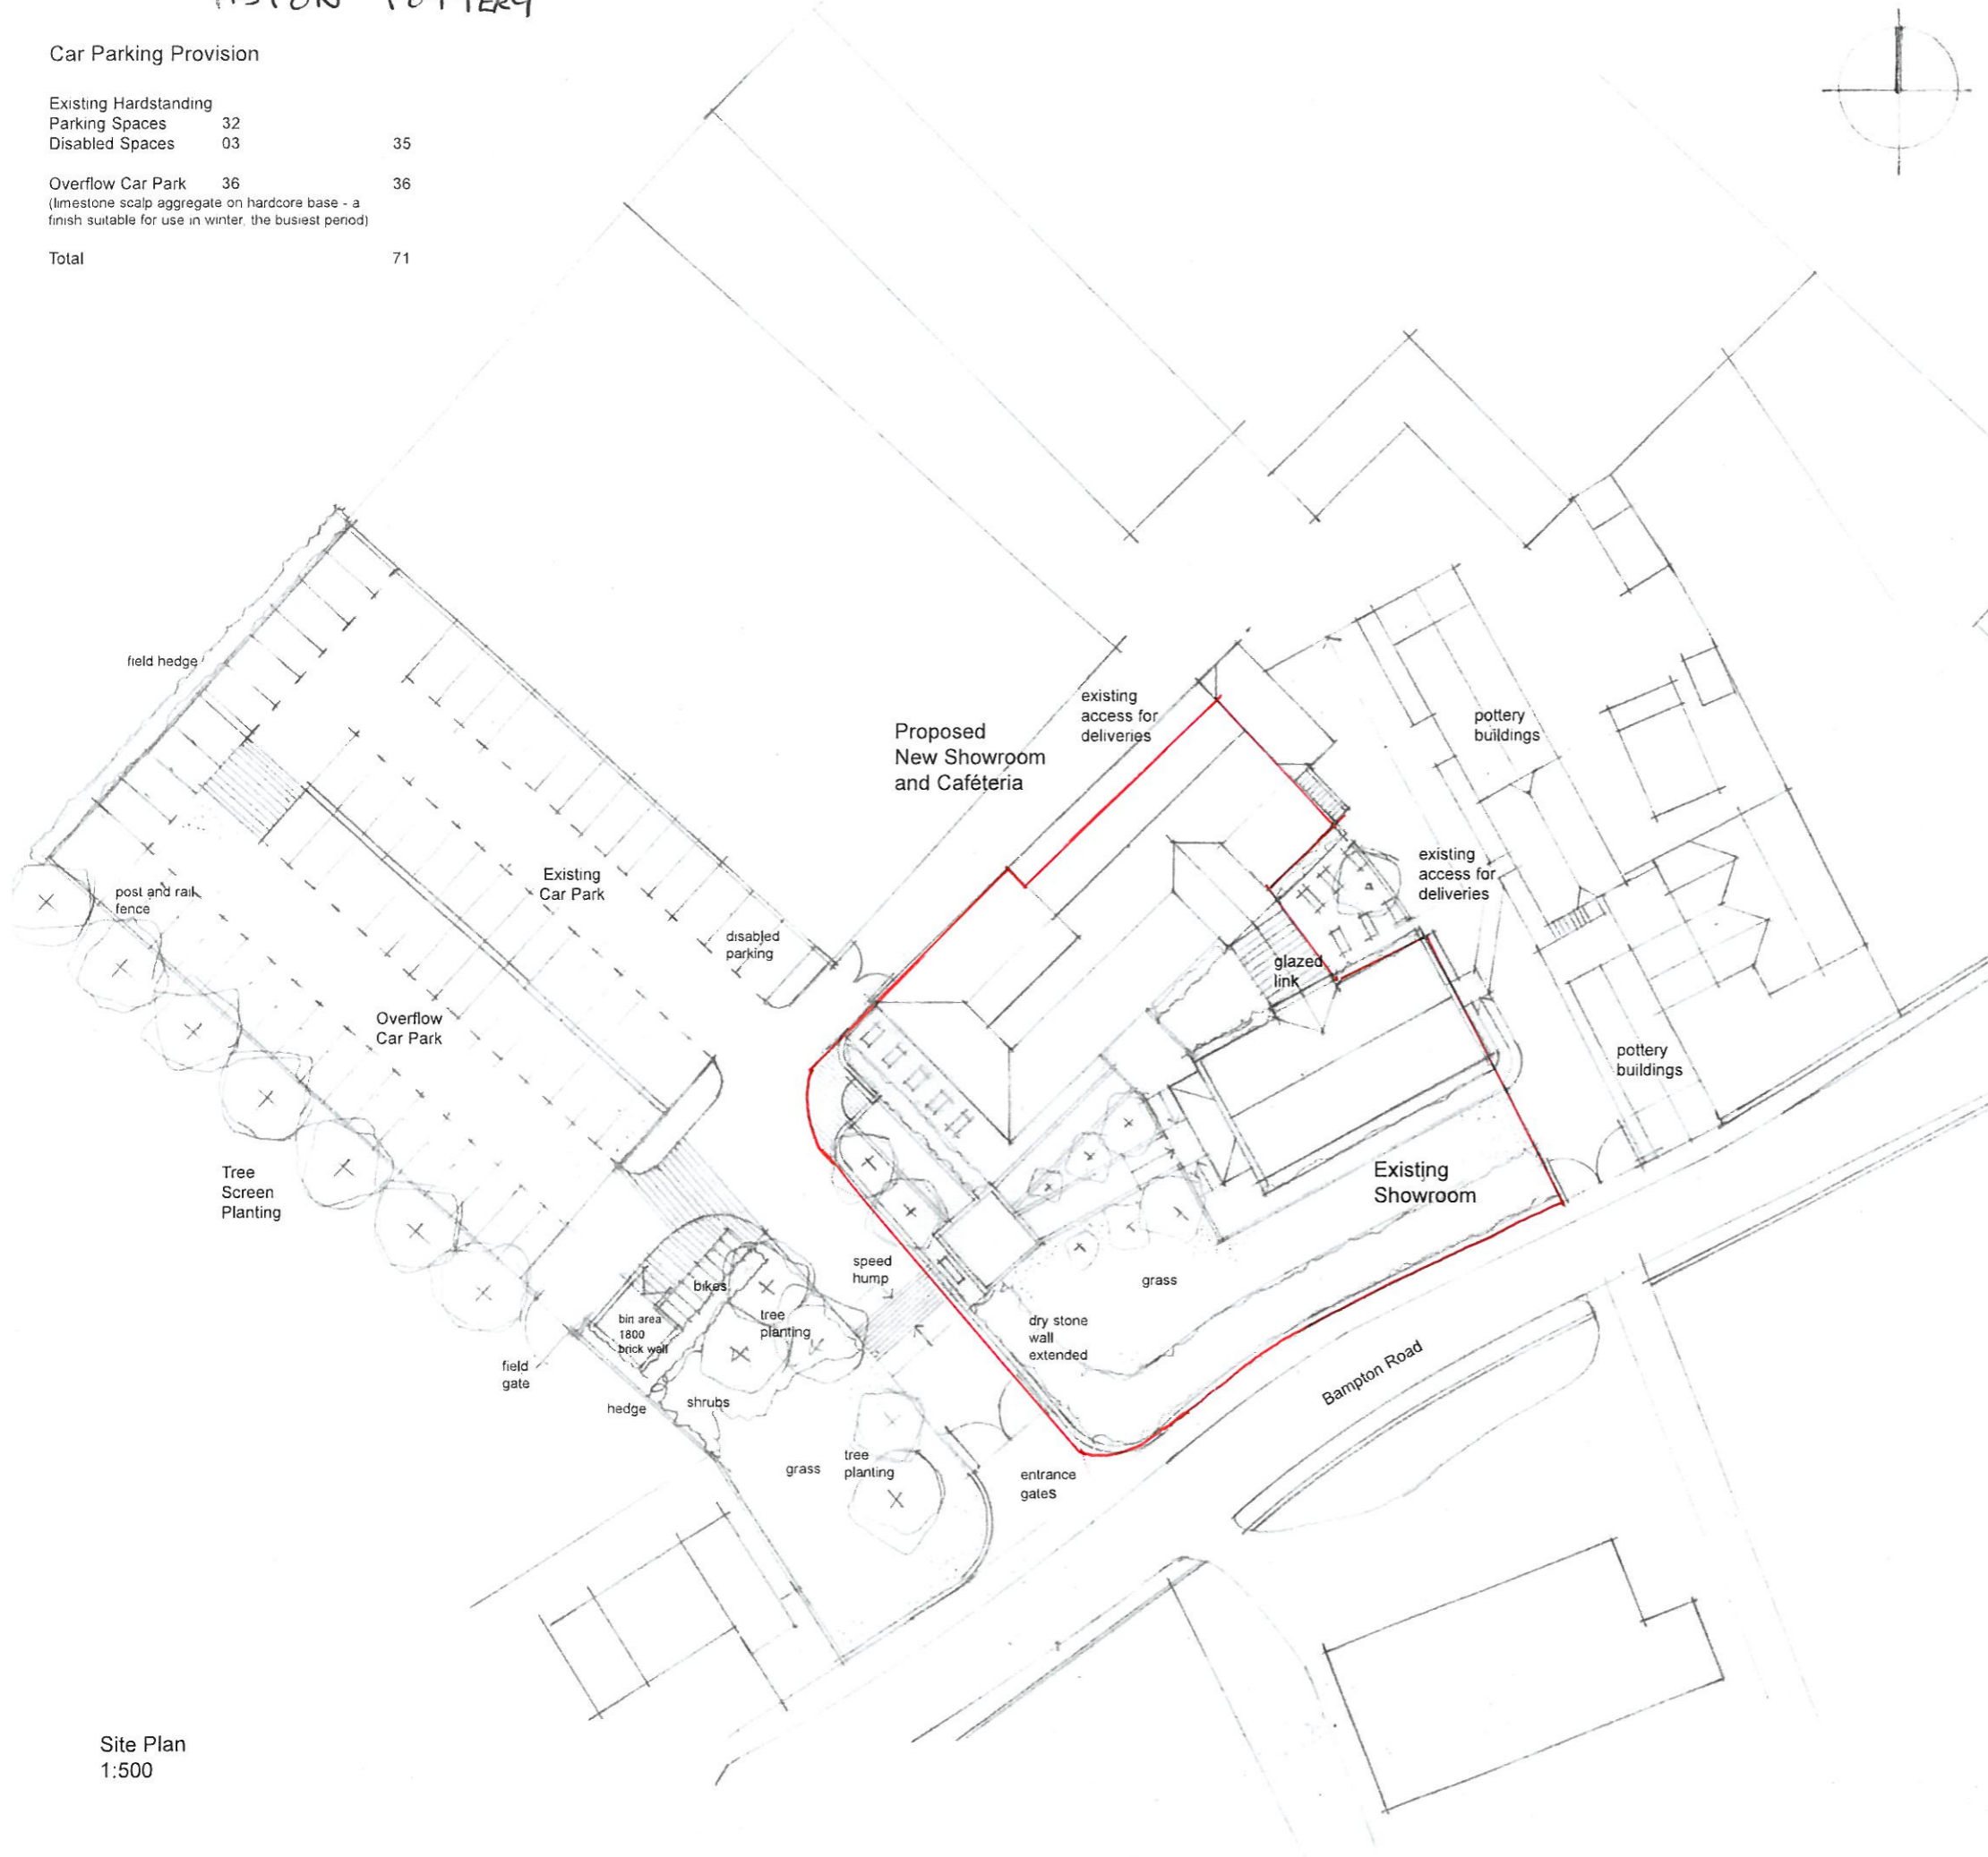 ASTON POTTERY
Car Parking Provision
Existing Hardstanding
Parking Spaces 32
Disabled Spaces 03 35
Overflow Car Park 36 36
(limestone scalp aggregate on hardcore base - a
finish suitable for use in winter, the busiest period)
Total 71
field hedge
existing
access for
deliveries
Proposed
New Showroom
and Caféteria
pottery
buildings
existing
access for
deliveries
Existing
Car Park
post and rail
fence
disabled
parking
glazed
link
Overflow
Car Park
pottery
buildings
Tree
Screen
Planting
Existing
Showroom
speed
hump
grass
bikes
bin area
1800
brick wall
tree
planting
dry stone
wall
extended
field
gate
Bampton Road
hedge
shrubs
grass
tree
planting
entrance
gates
Site Plan
1:500